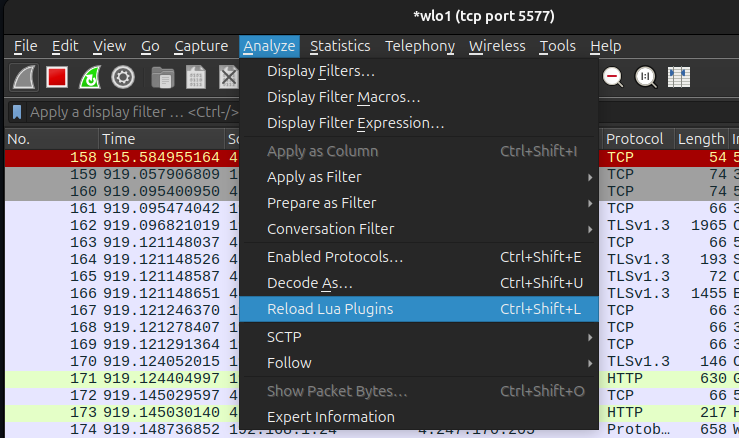 *wlo1 (tcp port 5577)
File Edit View Go Capture Analyze Statistics Telephony Wireless Tools Help
Display Filters…
Display Filter Macros…
Display Filter Expression…
Apply as Column Ctrl+Shift+I
Apply as Filter
Prepare as Filter
Conversation Filter
Enabled Protocols… Ctrl+Shift+E
Decode As… Ctrl+Shift+U
Reload Lua Plugins Ctrl+Shift+L
SCTP
Follow
Show Packet Bytes… Ctrl+Shift+O
Expert Information
Apply a display filter … <Ctrl-/>
No. Time Protocol Length
158 915.584955164 4 TCP 54 5
159 919.057906809 1 TCP 74 3
160 919.095400950 4 TCP 74 5
161 919.095474042 1 TCP 66 3
162 919.096821019 1 TLSv1.3 1965 C
163 919.121148037 4 TCP 66 5
164 919.121148526 4 TLSv1.3 193 S
165 919.121148587 4 TLSv1.3 72 C
166 919.121148651 4 TLSv1.3 1455 E
167 919.121246370 1 TCP 66 3
168 919.121278407 1 TCP 66 3
169 919.121291364 1 TCP 66 3
170 919.124052015 1 TLSv1.3 146 C
171 919.124404997 1 HTTP 630 G
172 919.145029597 4 TCP 66 5
173 919.145030140 4 HTTP 217 H
174 919.148736852 192.168.1.24 4.247.170.205 Protob… 658 W